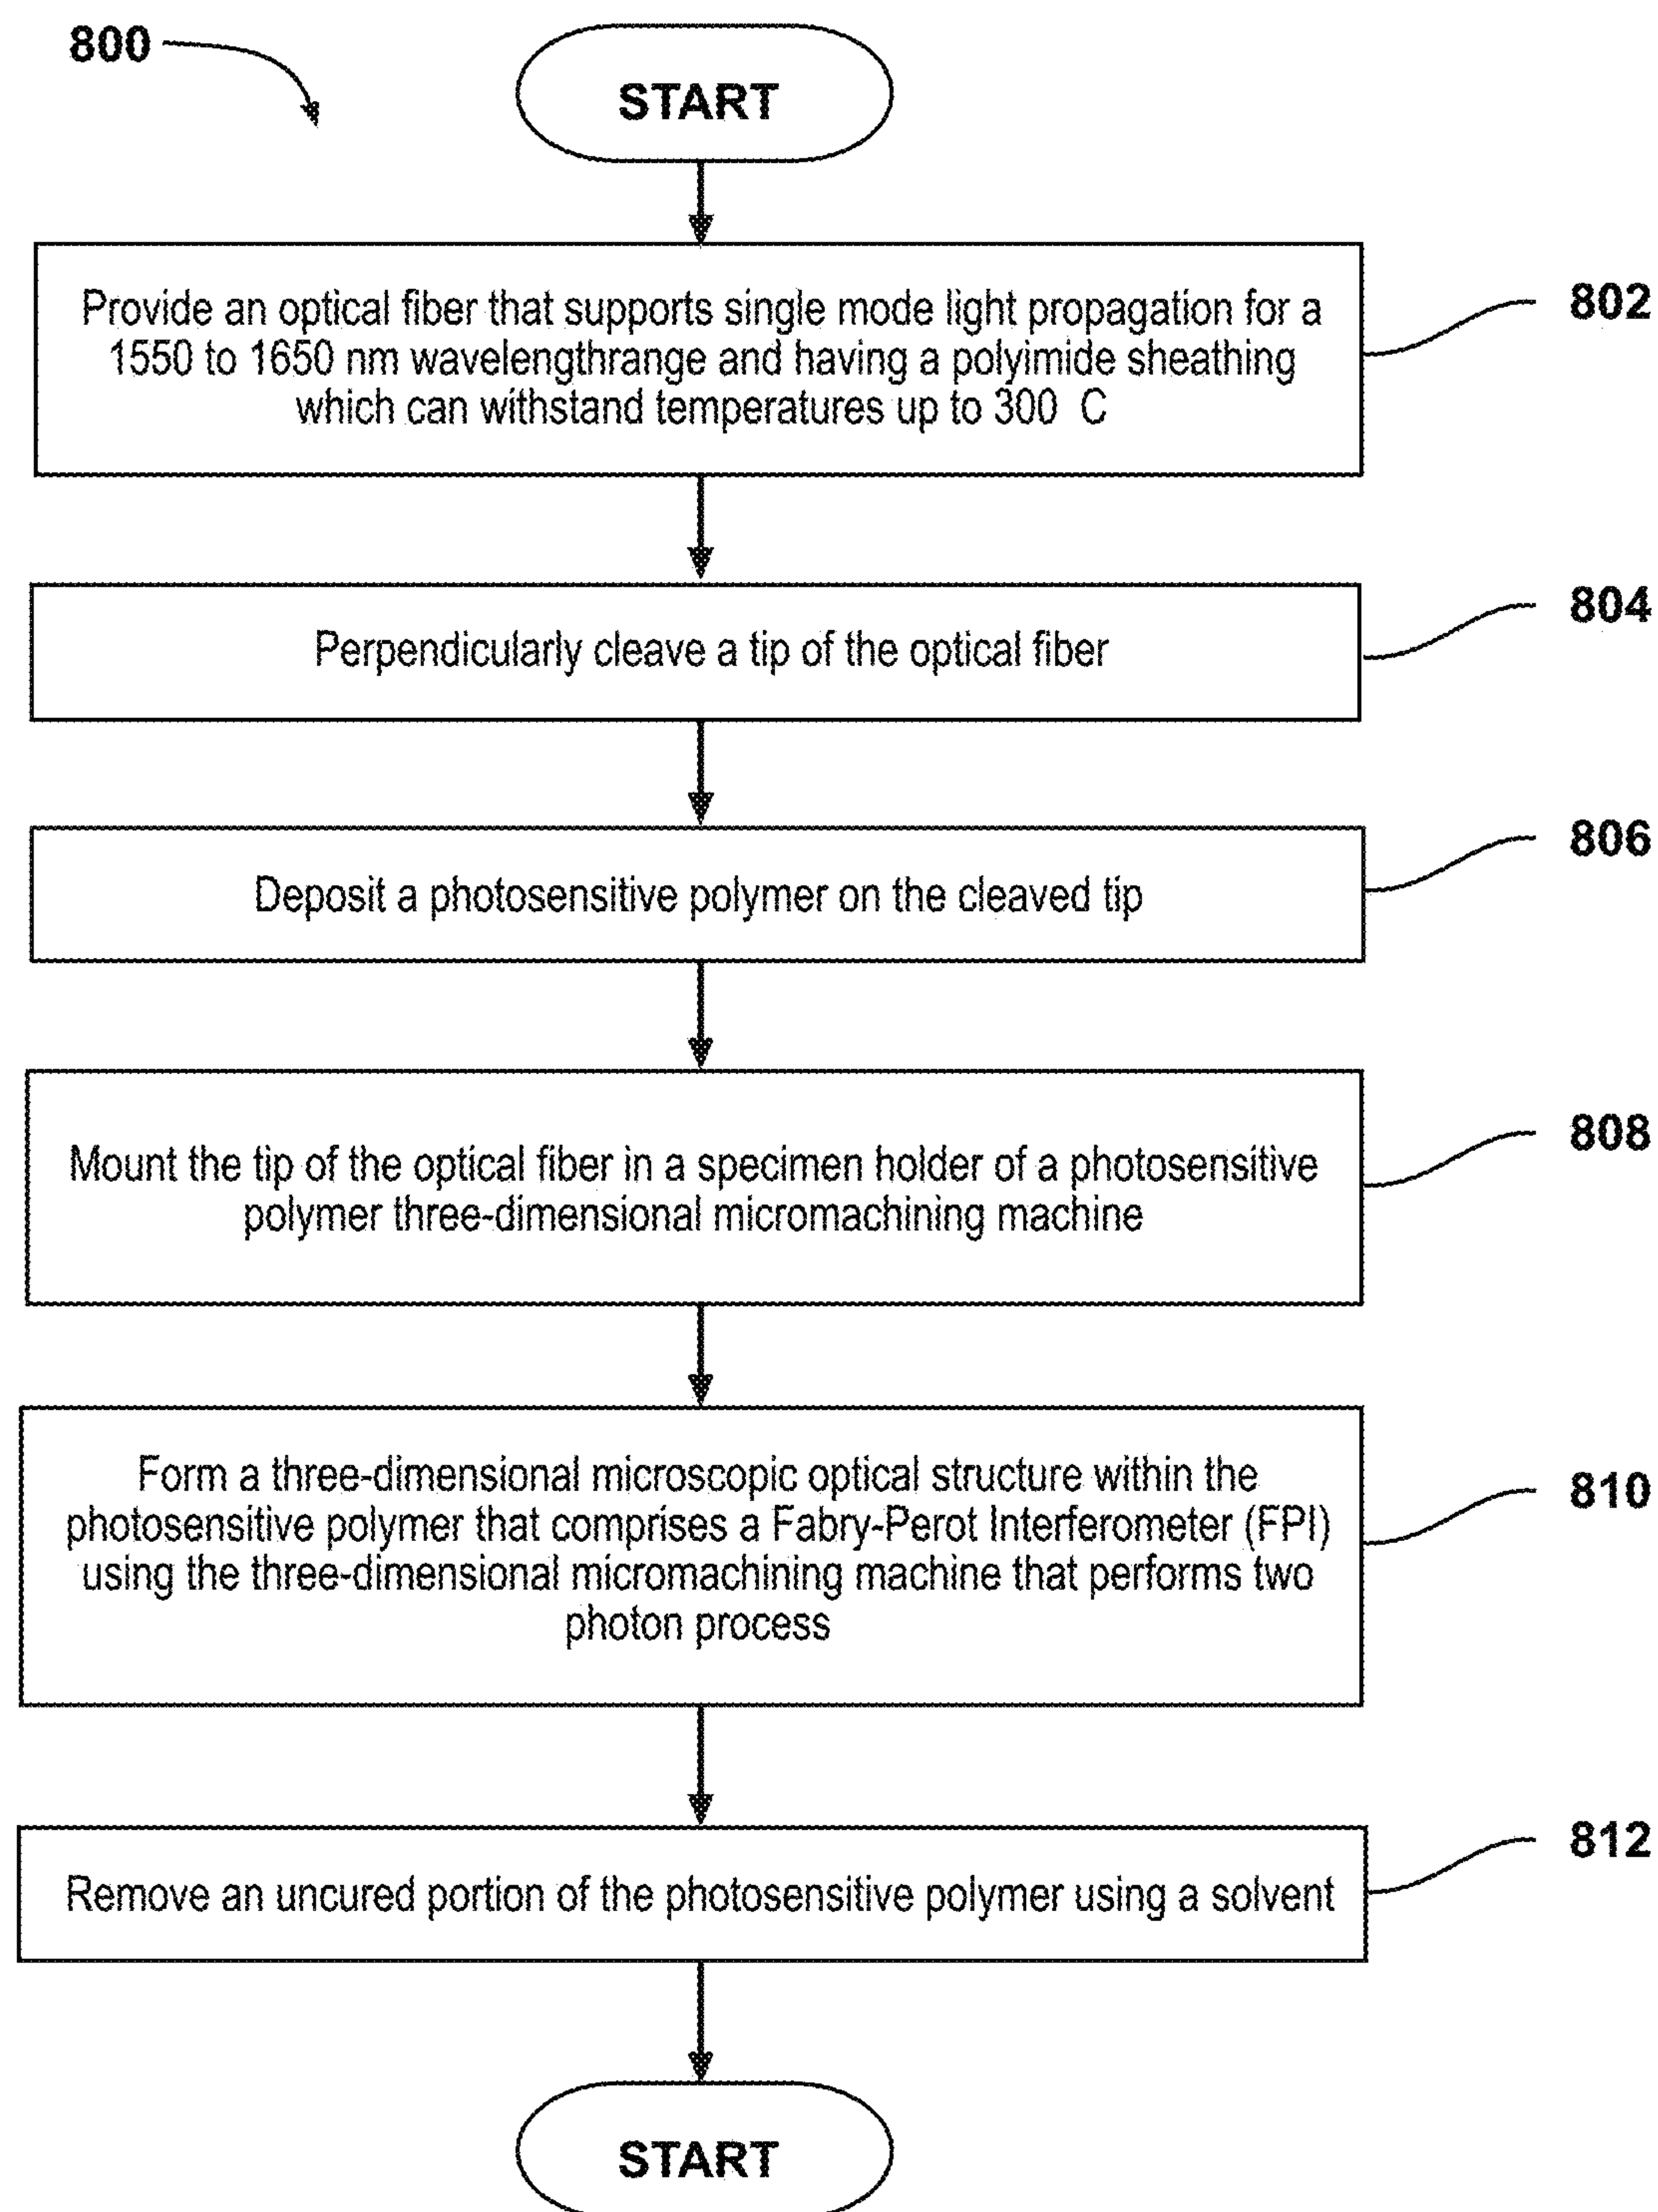 800
START
Provide an optical fiber that supports single mode light propagation for a
1550 to 1650 nm wavelengthrange and having a polyimide sheathing
which can withstand temperatures up to 300  C
802
Perpendicularly cleave a tip of the optical fiber
804
Deposit a photosensitive polymer on the cleaved tip
806
Mount the tip of the optical fiber in a specimen holder of a photosensitive
polymer three-dimensional micromachining machine
808
Form a three-dimensional microscopic optical structure within the
photosensitive polymer that comprises a Fabry-Perot Interferometer (FPI)
using the three-dimensional micromachining machine that performs two
photon process
810
Remove an uncured portion of the photosensitive polymer using a solvent
812
START